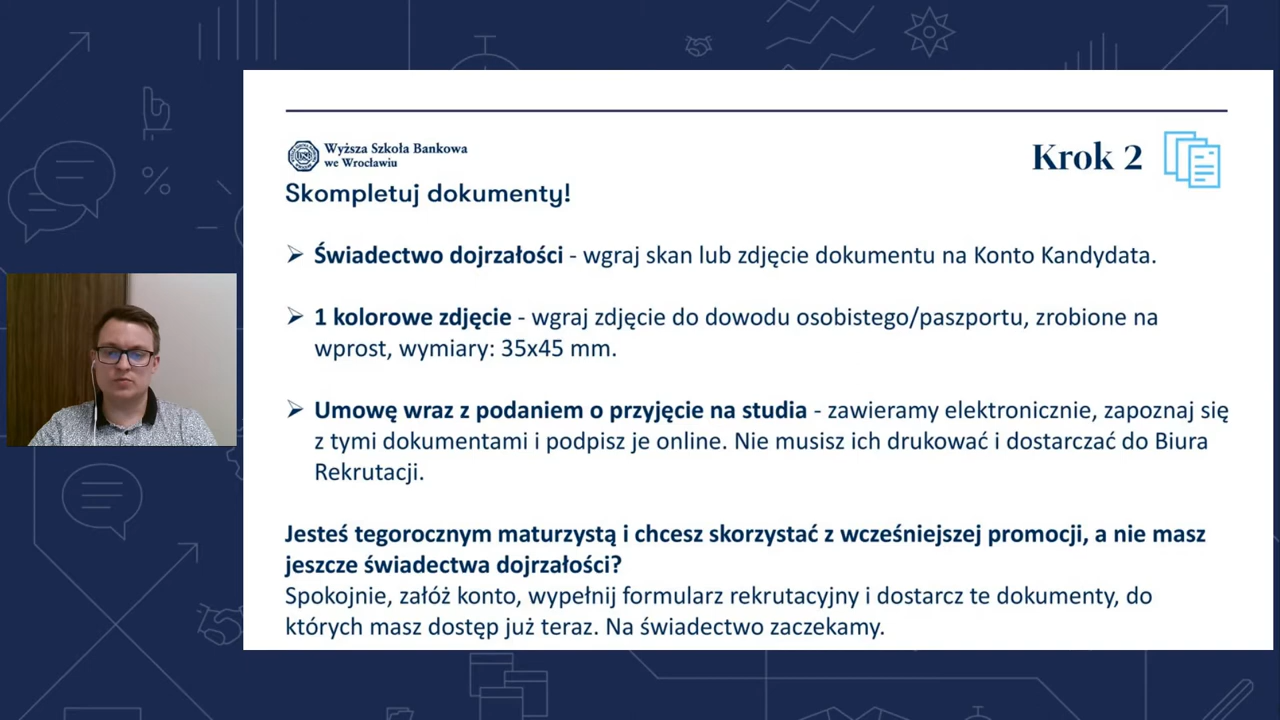 Wyższa Szkoła Bankowa
we Wrocławiu
Krok 2
Skompletuj dokumenty!
➢ Świadectwo dojrzałości - wgraj skan lub zdjęcie dokumentu na Konto Kandydata.
➢ 1 kolorowe zdjęcie - wgraj zdjęcie do dowodu osobistego/paszportu, zrobione na
wprost, wymiary: 35x45 mm.
➢ Umowę wraz z podaniem o przyjęcie na studia - zawieramy elektronicznie, zapoznaj się
z tymi dokumentami i podpisz je online. Nie musisz ich drukować i dostarczać do Biura
Rekrutacji.
Jesteś tegorocznym maturzystą i chcesz skorzystać z wcześniejszej promocji, a nie masz
jeszcze świadectwa dojrzałości?
Spokojnie, załóż konto, wypełnij formularz rekrutacyjny i dostarcz te dokumenty, do
których masz dostęp już teraz. Na świadectwo zaczekamy.